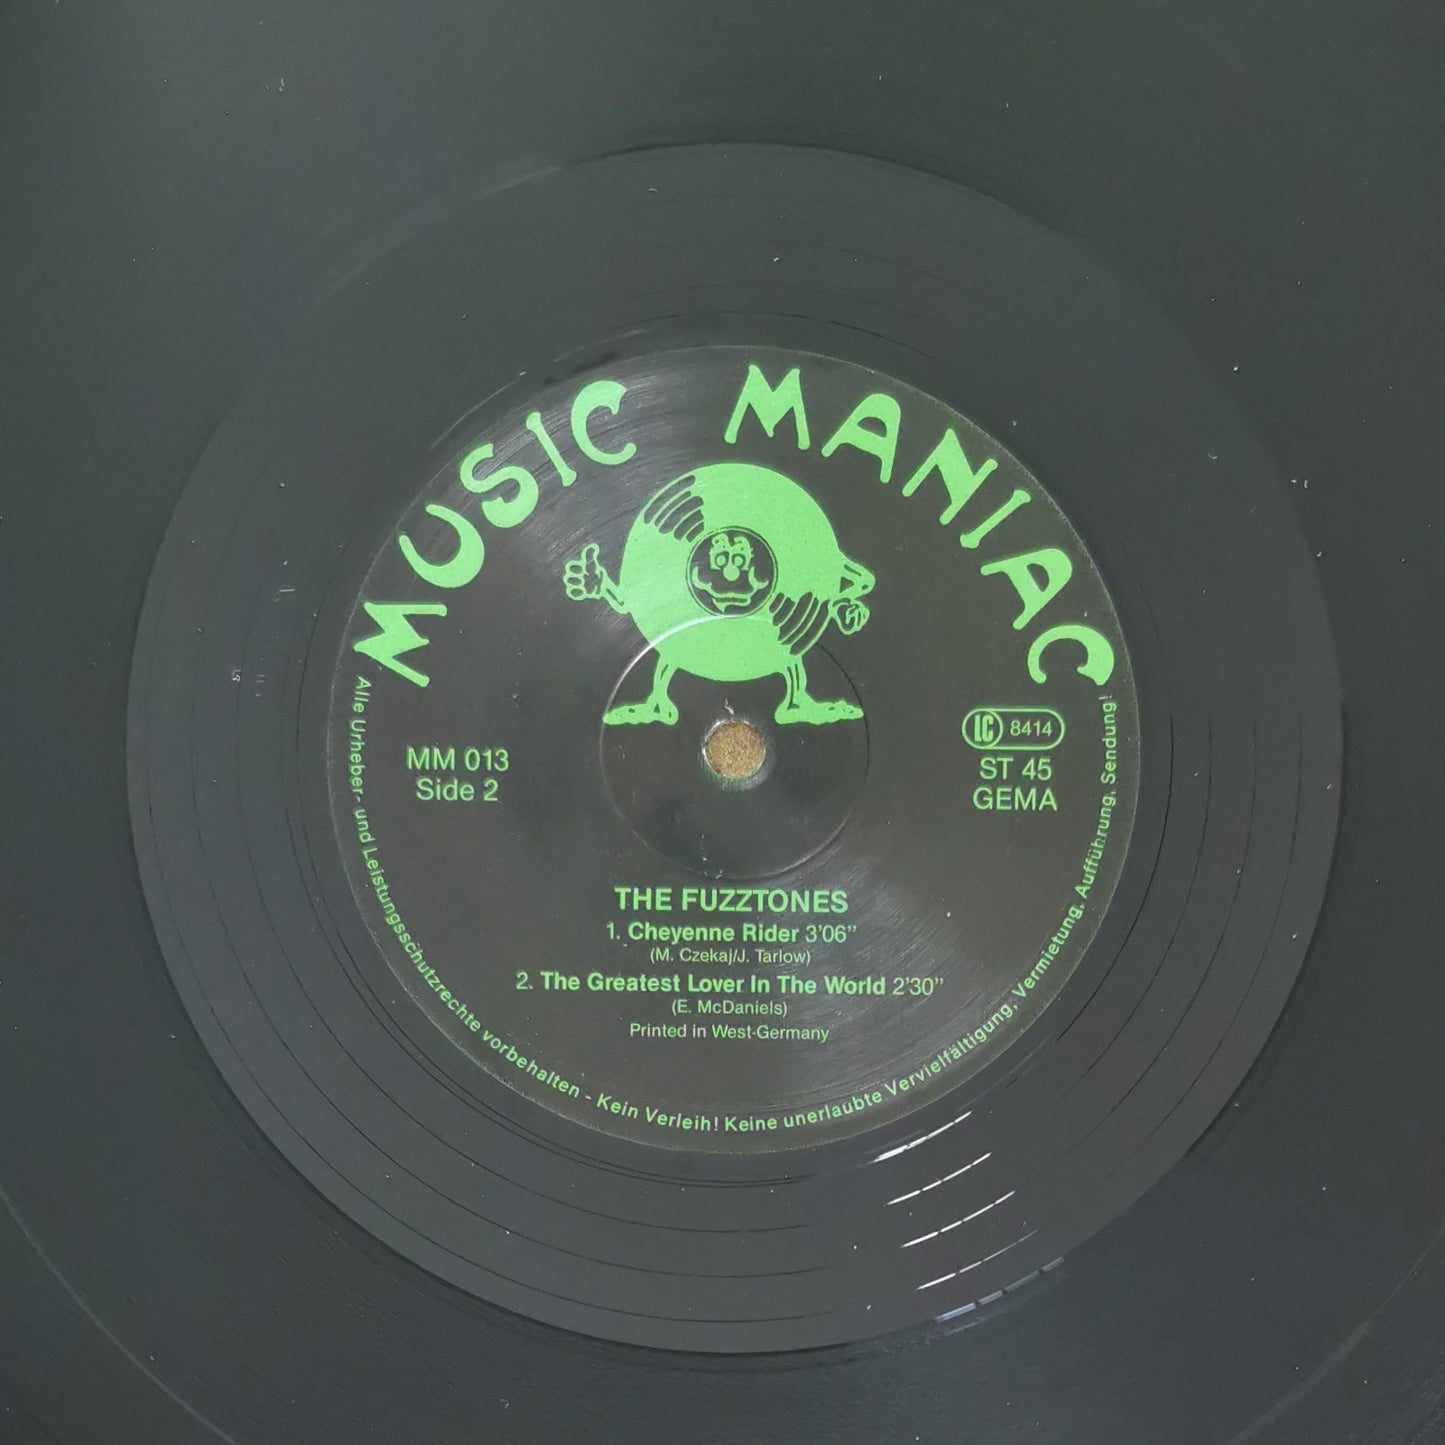 MUSIC MANIAC
MM 013
Side 2
LC 8414
ST 45
GEMA
THE FUZZTONES
1. Cheyenne Rider 3'06"
(M. Czekaj/J. Tarlow)
2. The Greatest Lover In The World 2'30"
(E. McDaniels)
Printed in West-Germany
Alle Urheber- und Leistungsschutzrechte vorbehalten - Kein Verleih! Keine unerlaubte Vervielfältigung, Vermietung, Aufführung, Sendung!